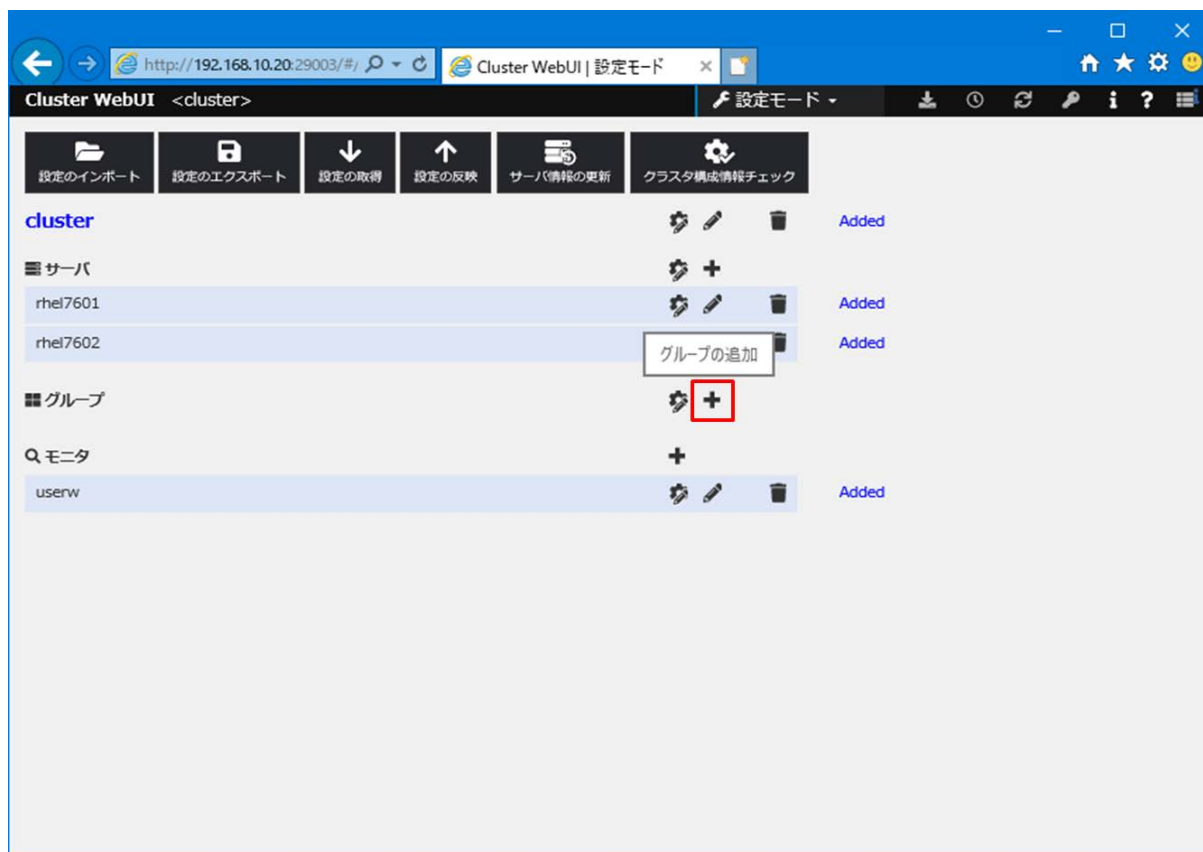 http://192.168.10.20:29003/#/
Cluster WebUI | 設定モード
Cluster WebUI <cluster>
設定モード
設定のインポート
設定のエクスポート
設定の取得
設定の反映
サーバ情報の更新
クラスタ構成情報チェック
cluster
Added
サーバ
rhel7601
Added
rhel7602
Added
グループの追加
グループ
モニタ
userw
Added